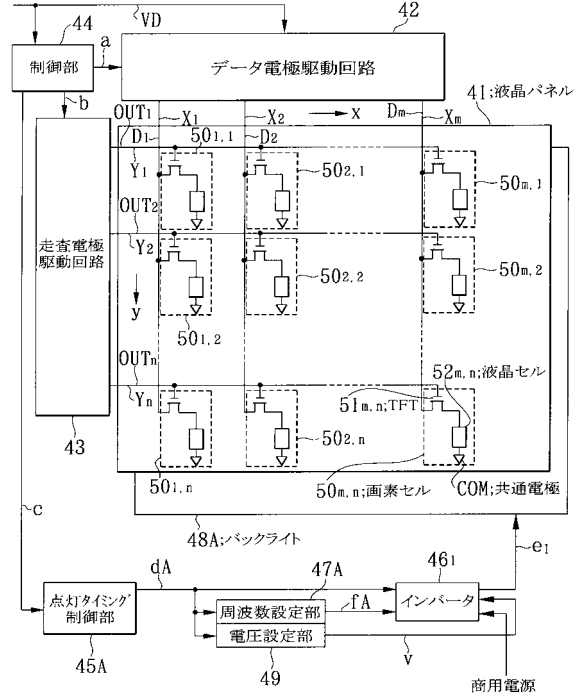 44
VD
42
制御部
a
データ電極駆動回路
b
41;液晶パネル
OUT1
X1
X2
x
Dm
Xm
D1
501,1
D2
Y1
502,1
50m,1
OUT2
走査電極
駆動回路
Y2
502,2
50m,2
y
501,2
OUTn
52m,n;液晶セル
Yn
51m,n;TFT
43
502,n
501,n
50m,n;画素セル
COM;共通電極
c
48A;バックライト
e1
dA
47A
461
点灯タイミング
制御部
周波数設定部
fA
インバータ
電圧設定部
45A
49
v
商用電源